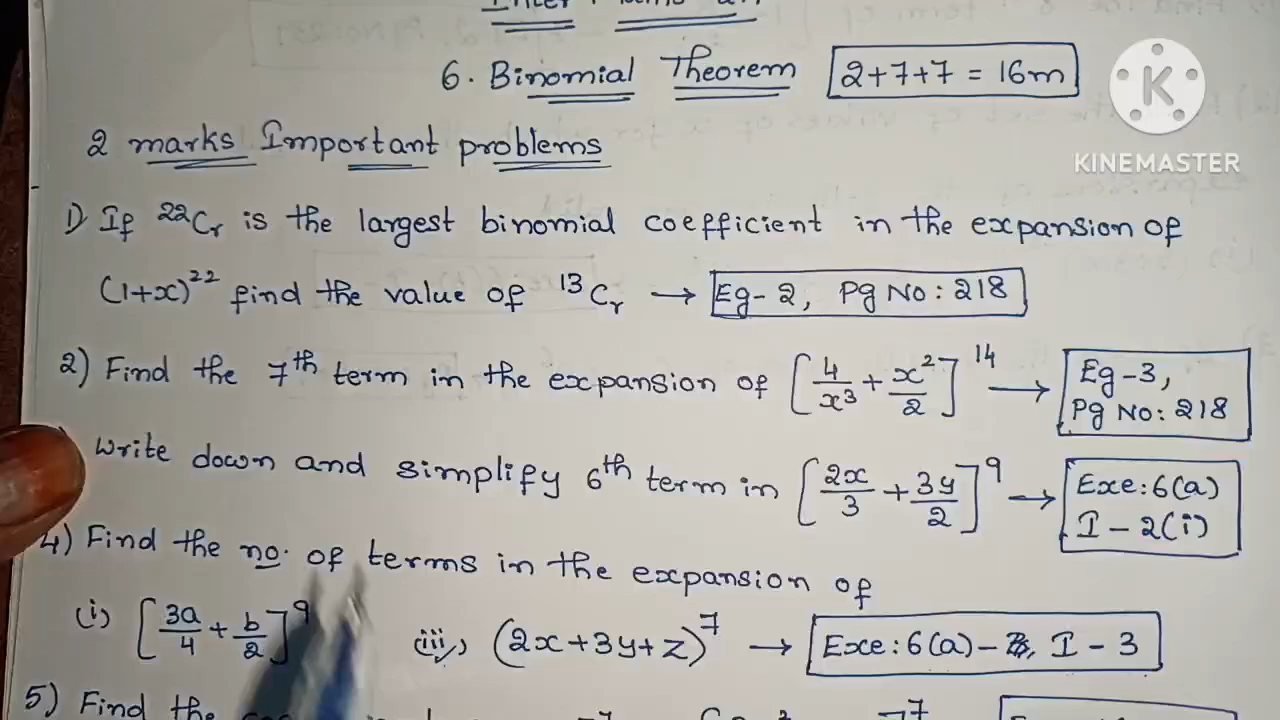 6. Binomial Theorem 2+7+7 = 16m
K
KINEMASTER
2 marks Important problems
1) If ²²Cᵣ is the largest binomial coefficient in the expansion of
(1+x)²² find the value of ¹³Cᵣ → Eg-2, Pg No: 218
2) Find the 7th term in the expansion of [4/x³ + x²/2]¹⁴ → Eg-3, Pg No: 218
Write down and simplify 6th term in [2x/3 + 3y/2]⁹ → Exe: 6(a) I - 2(i)
4) Find the no. of terms in the expansion of
(i) [3a/4 + b/2]⁹ (iii) (2x+3y+z)⁷ → Exe: 6(a) - I - 3
5) Find the